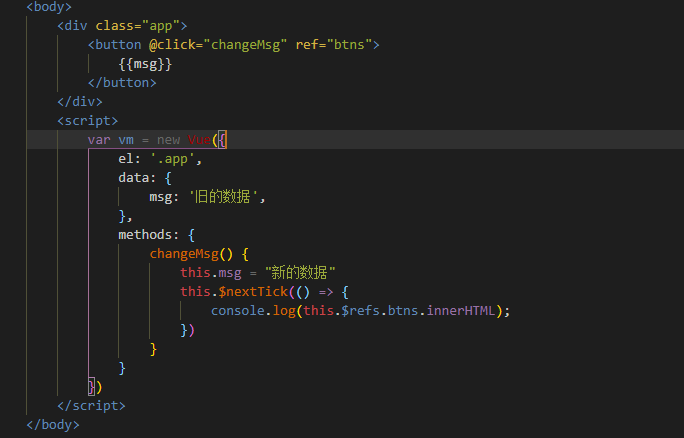 <body>
<div class="app">
<button @click="changeMsg" ref="btns">
{{msg}}
</button>
</div>
<script>
var vm = new Vue({
el: '.app',
data: {
msg: '旧的数据',
},
methods: {
changeMsg() {
this.msg = "新的数据"
this.$nextTick(() => {
console.log(this.$refs.btns.innerHTML);
})
}
}
})
</script>
</body>